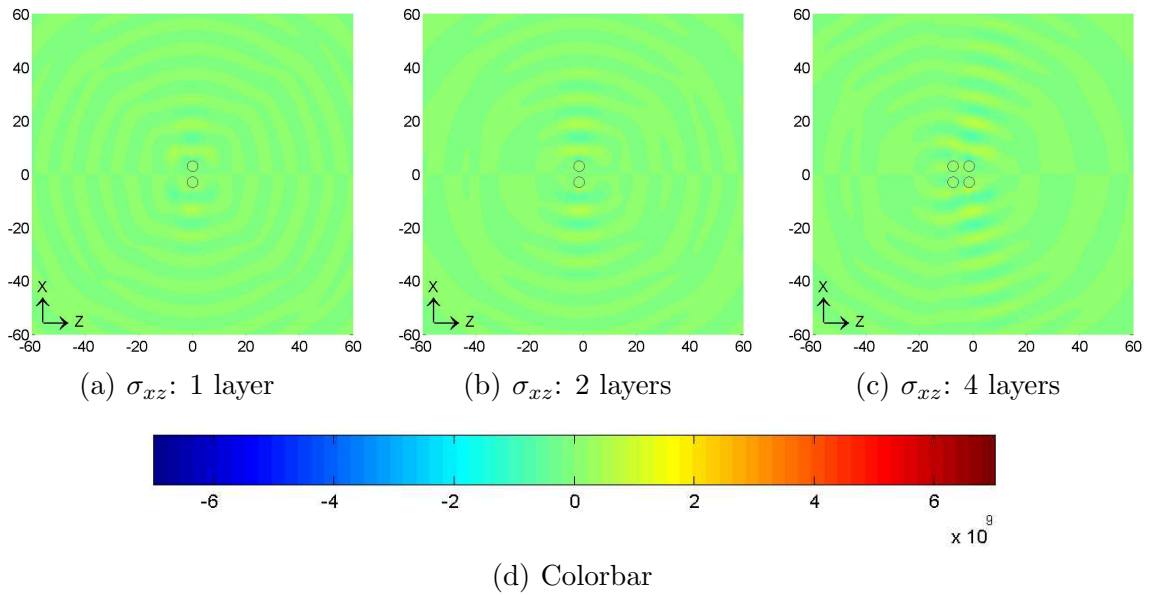 60 60 60
40 40 40
20 20 20
0 0 0
-20 -20 -20
-40 -40 -40
X X X
Z Z Z
-60 -60 -60
-60 -40 -20 0 20 40 60 -60 -40 -20 0 20 40 60 -60 -40 -20 0 20 40 60
(a) σxz: 1 layer (b) σxz: 2 layers (c) σxz: 4 layers
-6 -4 -2 0 2 4 6
x 10^9
(d) Colorbar